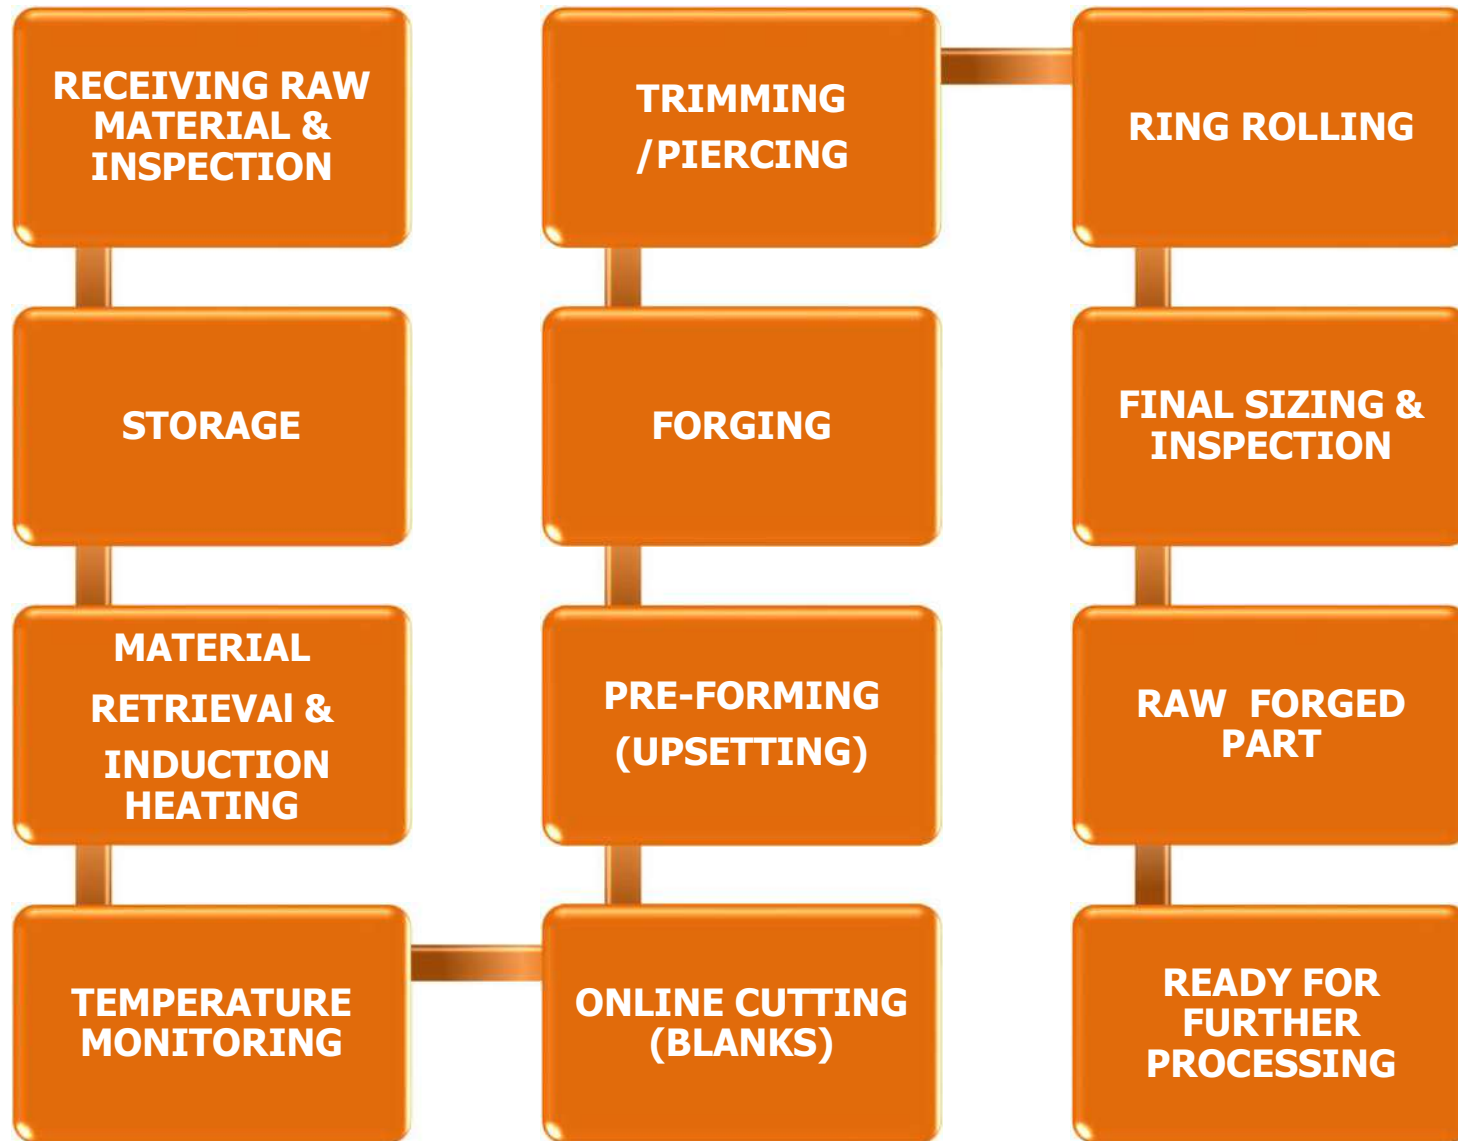 RECEIVING RAW
MATERIAL &
INSPECTION
STORAGE
MATERIAL
RETRIEVAl &
INDUCTION
HEATING
TEMPERATURE
MONITORING
ONLINE CUTTING
(BLANKS)
PRE-FORMING
(UPSETTING)
FORGING
TRIMMING
/PIERCING
RING ROLLING
FINAL SIZING &
INSPECTION
RAW FORGED
PART
READY FOR
FURTHER
PROCESSING